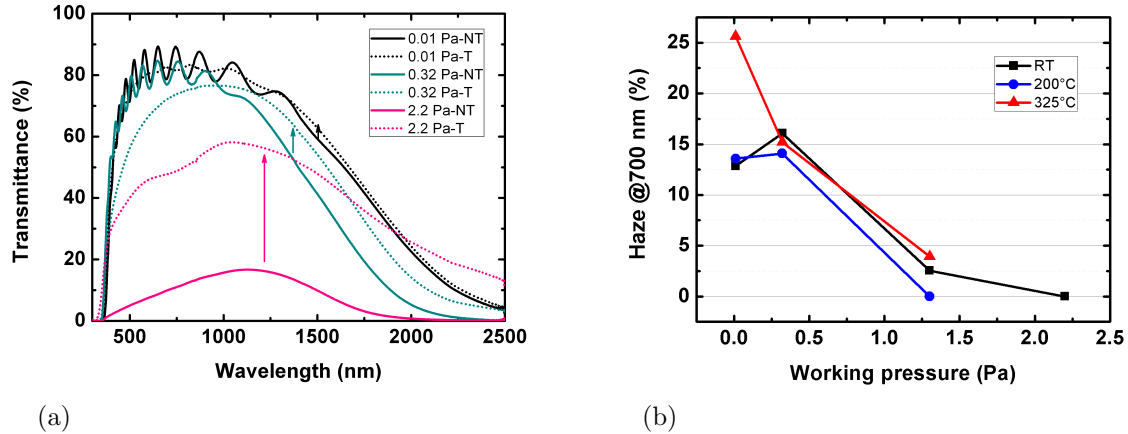 100
80
60
40
20
0
Transmittance (%)
500
1000
1500
2000
2500
Wavelength (nm)
0.01 Pa-NT
0.01 Pa-T
0.32 Pa-NT
0.32 Pa-T
2.2 Pa-NT
2.2 Pa-T
(a)
25
20
15
10
5
0
Haze @700 nm (%)
0.0
0.5
1.0
1.5
2.0
2.5
Working pressure (Pa)
RT
200°C
325°C
(b)